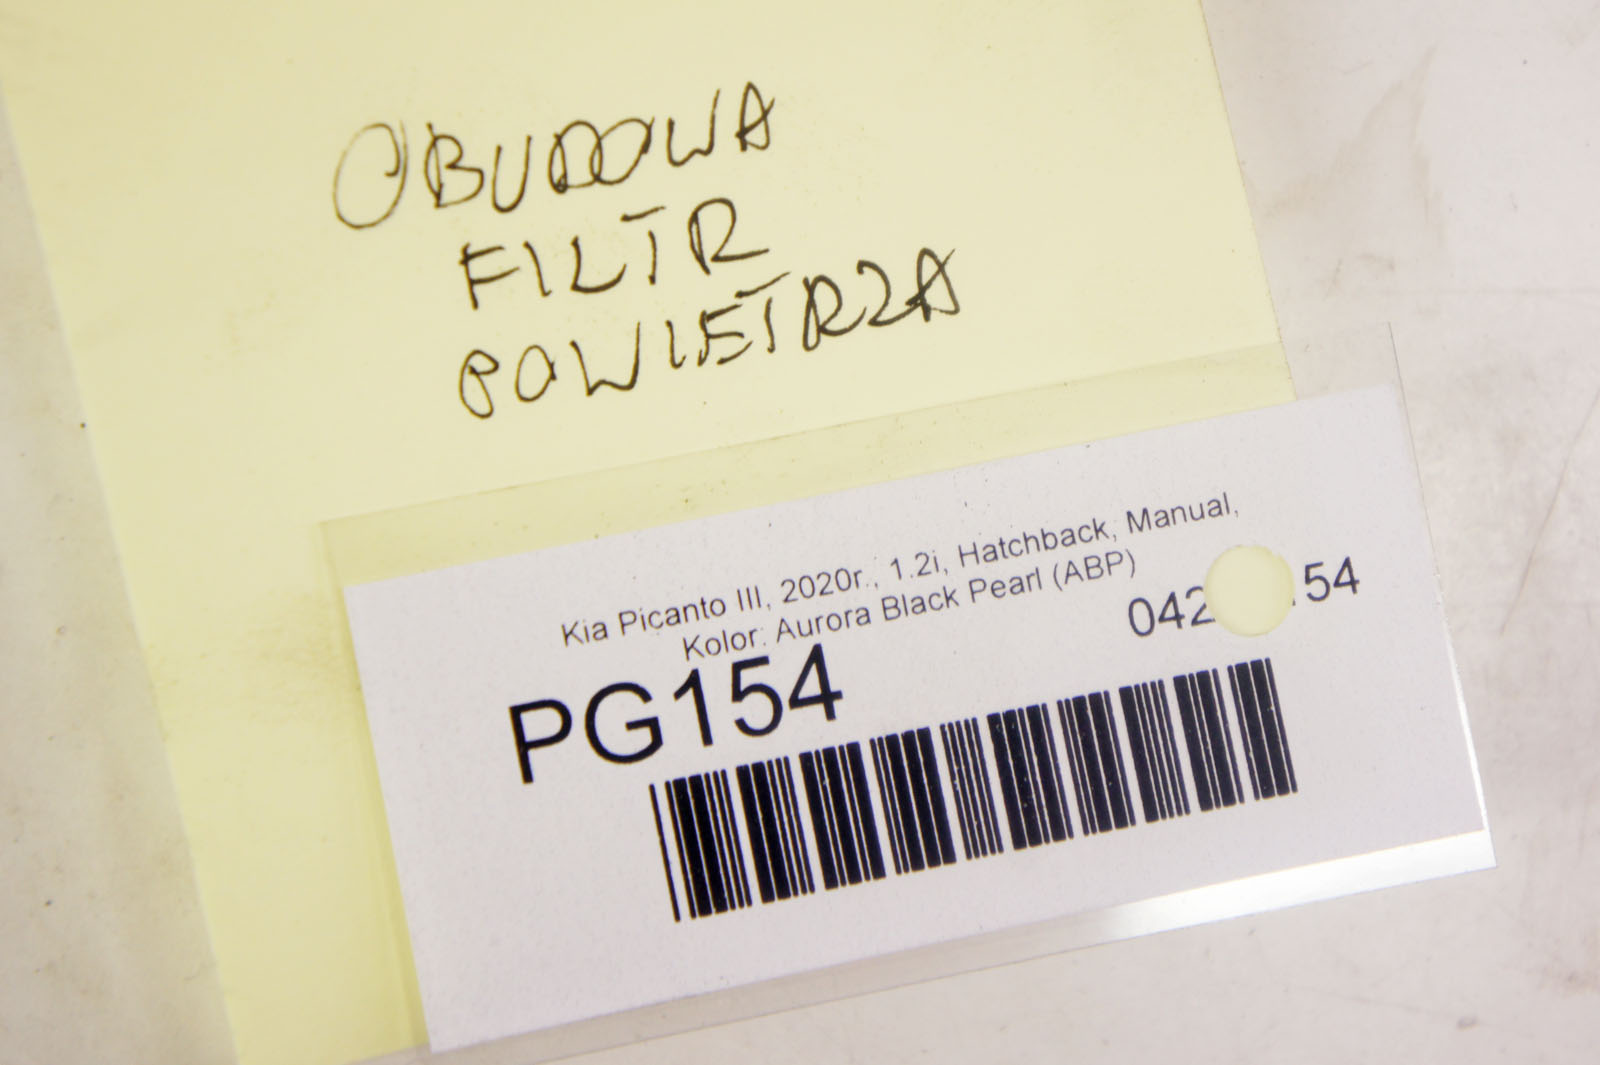 OBUDOWA
FILTR
POWIETRZA
Kia Picanto III, 2020r., 1.2i, Hatchback, Manual,
Kolor: Aurora Black Pearl (ABP)
PG154